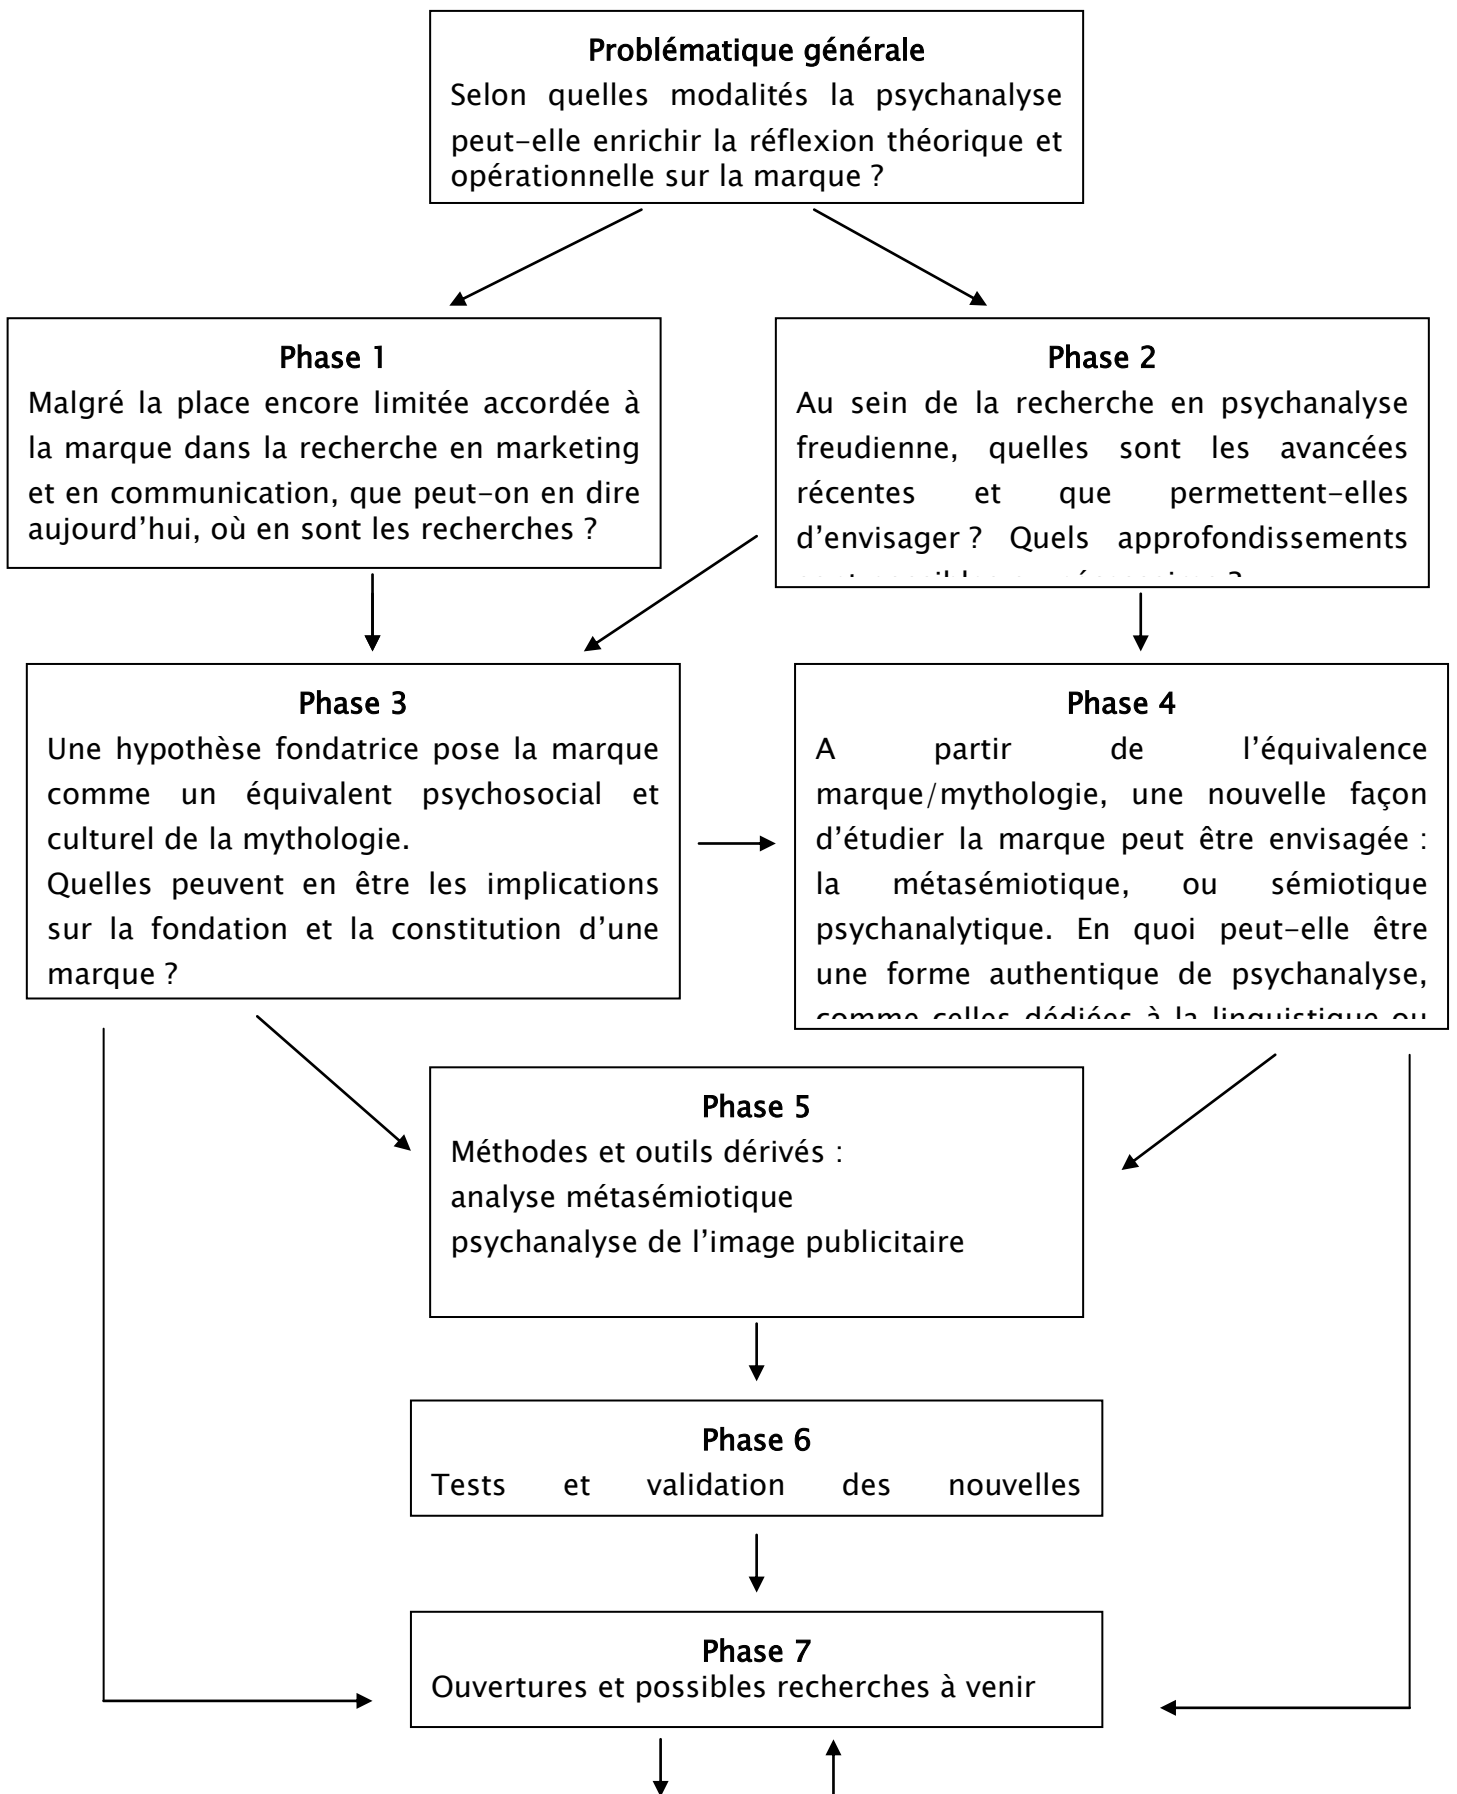 Problématique générale
Selon quelles modalités la psychanalyse
peut-elle enrichir la réflexion théorique et
opérationnelle sur la marque ?
Phase 1
Malgré la place encore limitée accordée à
la marque dans la recherche en marketing
et en communication, que peut-on en dire
aujourd’hui, où en sont les recherches ?
Phase 2
Au sein de la recherche en psychanalyse
freudienne, quelles sont les avancées
récentes et que permettent-elles
d’envisager ? Quels approfondissements
Phase 3
Une hypothèse fondatrice pose la marque
comme un équivalent psychosocial et
culturel de la mythologie.
Quelles peuvent en être les implications
sur la fondation et la constitution d’une
marque ?
Phase 4
A partir de l’équivalence
marque/mythologie, une nouvelle façon
d’étudier la marque peut être envisagée :
la métasémiotique, ou sémiotique
psychanalytique. En quoi peut-elle être
une forme authentique de psychanalyse,
comme celles dédiées à la linguistique ou
Phase 5
Méthodes et outils dérivés :
analyse métasémiotique
psychanalyse de l’image publicitaire
Phase 6
Tests et validation des nouvelles
Phase 7
Ouvertures et possibles recherches à venir